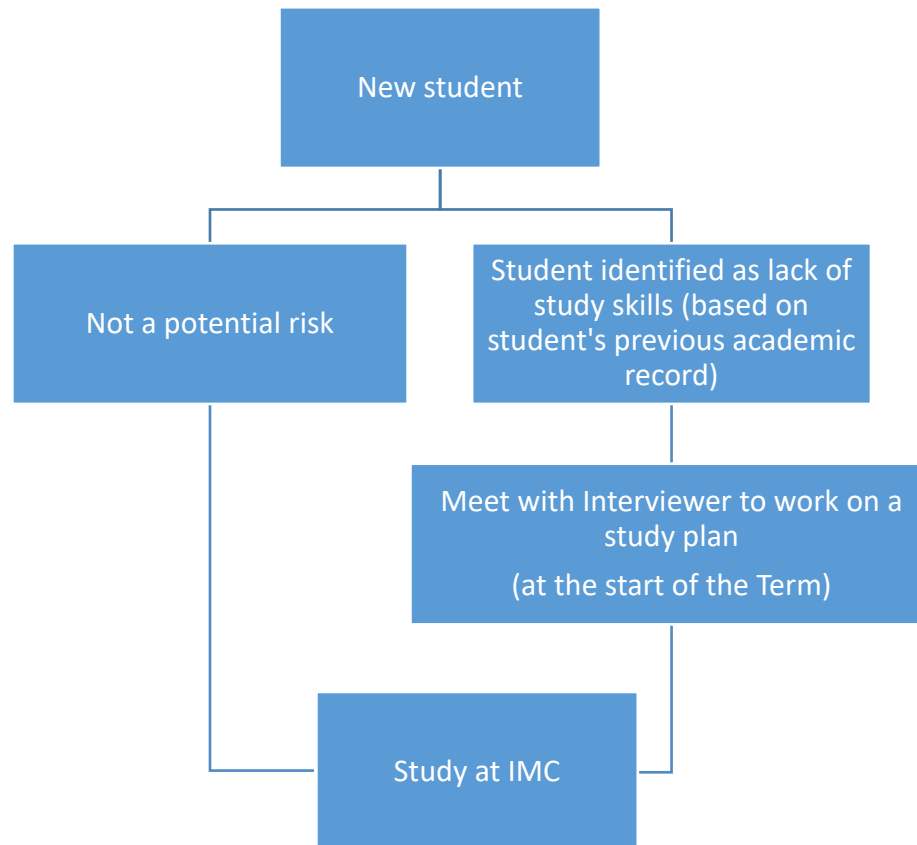 New student
Not a potential risk
Student identified as lack of
study skills (based on
student's previous academic
record)
Meet with Interviewer to work on a
study plan
(at the start of the Term)
Study at IMC